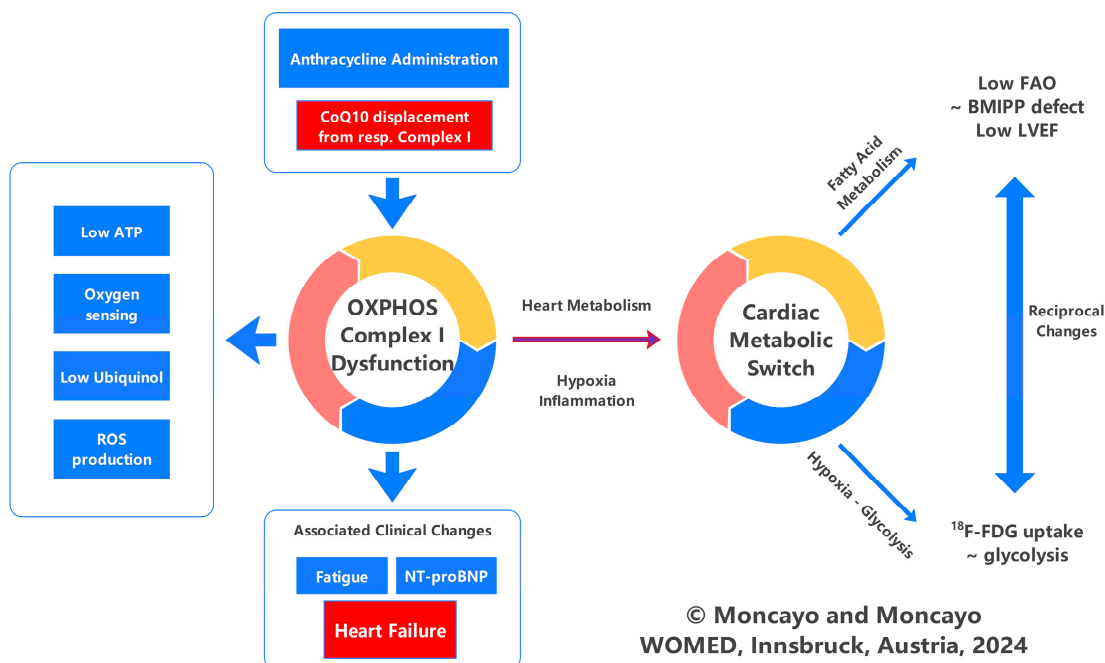 Anthracycline Administration
CoQ10 displacement
from resp. Complex I
Low ATP
Oxygen
sensing
Low Ubiquinol
ROS
production
OXPHOS
Complex I
Dysfunction
Heart Metabolism
Hypoxia
Inflammation
Cardiac
Metabolic
Switch
Fatty Acid
Metabolism
Low FAO
~ BMIPP defect
Low LVEF
Reciprocal
Changes
Hypoxia - Glycolysis
¹⁸F-FDG uptake
~ glycolysis
Associated Clinical Changes
Fatigue
NT-proBNP
Heart Failure
© Moncayo and Moncayo
WOMED, Innsbruck, Austria, 2024